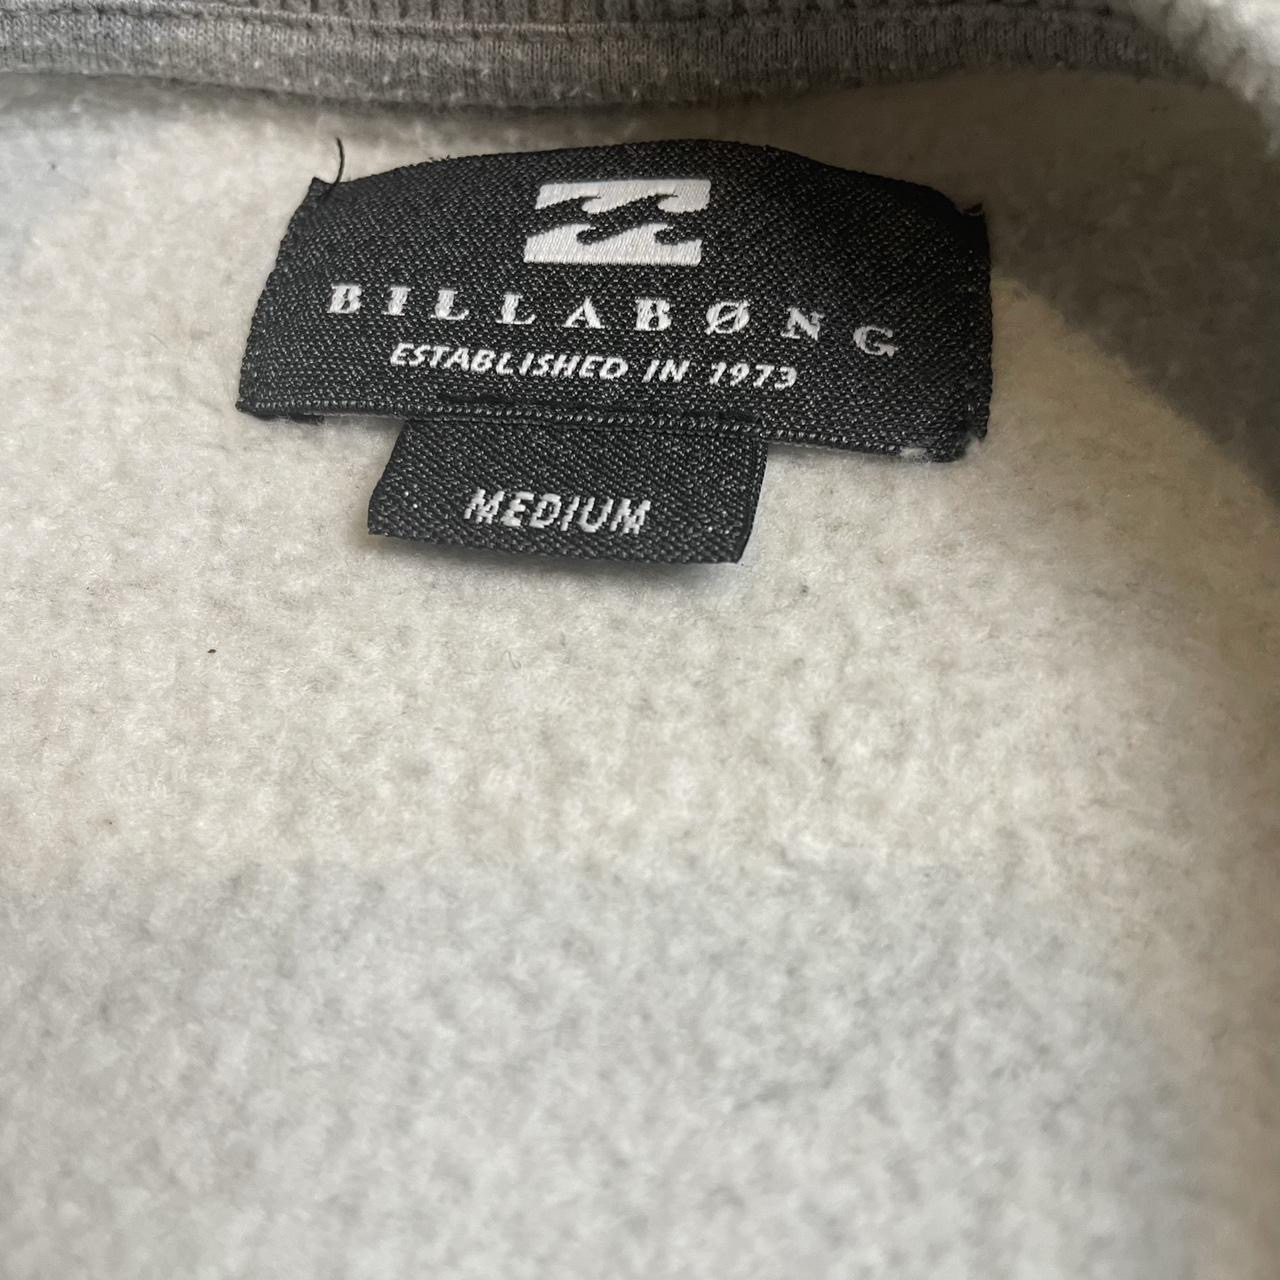 BILLABØNG
ESTABLISHED IN 1973
MEDIUM